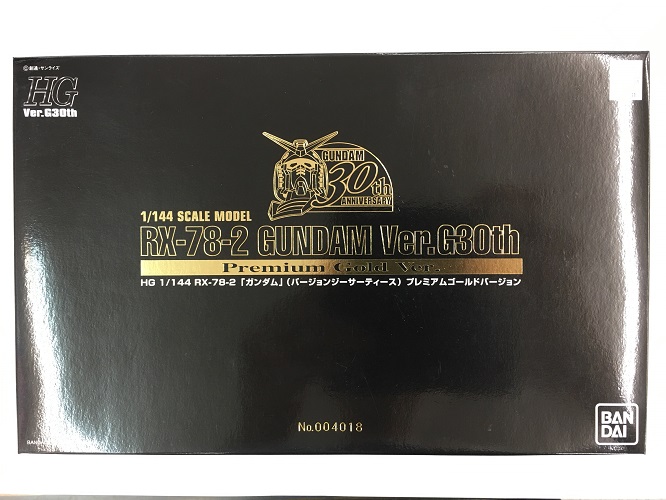 ©創通・サンライズ
HG
Ver.G30th
GUNDAM
30th
ANNIVERSARY
1/144 SCALE MODEL
RX-78-2 GUNDAM Ver.G30th
Premium Gold Ver.
HG 1/144 RX-78-2「ガンダム」(バージョンジーサーティース) プレミアムゴールドバージョン
No.004018
BAN
DAI